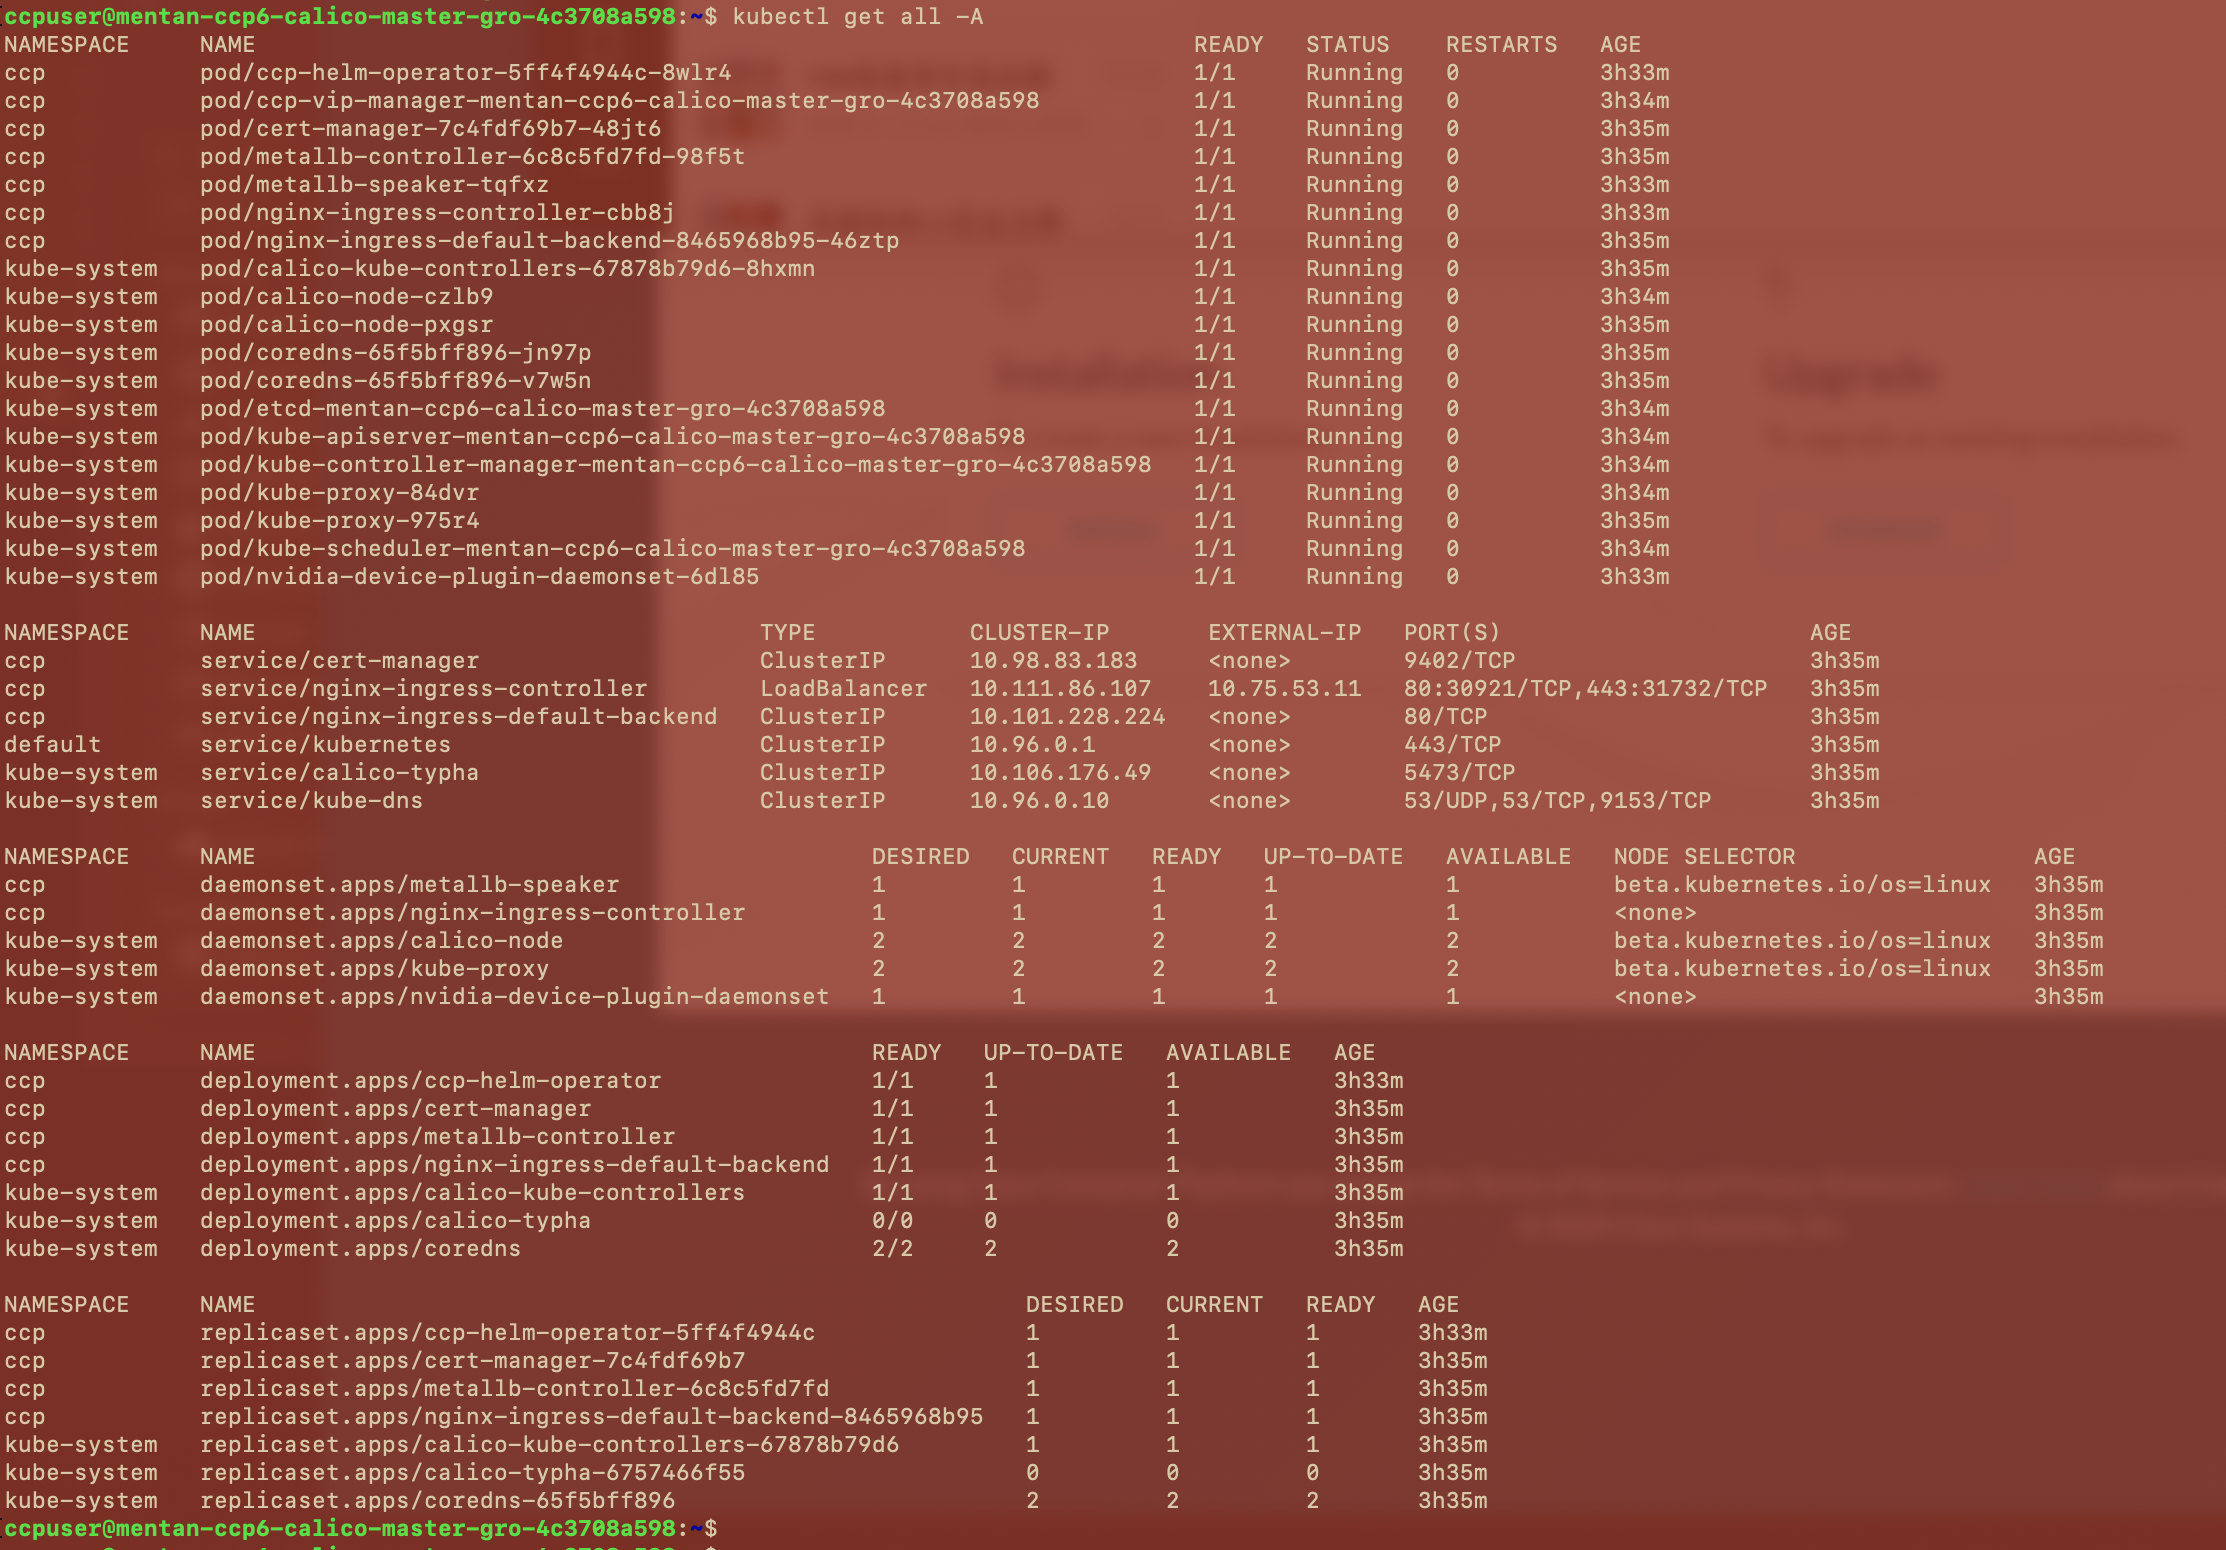 ccpuser@mentan-ccp6-calico-master-gro-4c3708a598:~$ kubectl get all -A
NAMESPACE NAME READY STATUS RESTARTS AGE
ccp pod/ccp-helm-operator-5ff4f4944c-8wlr4 1/1 Running 0 3h33m
ccp pod/ccp-vip-manager-mentan-ccp6-calico-master-gro-4c3708a598 1/1 Running 0 3h34m
ccp pod/cert-manager-7c4fdf69b7-48jt6 1/1 Running 0 3h35m
ccp pod/metallb-controller-6c8c5fd7fd-98f5t 1/1 Running 0 3h35m
ccp pod/metallb-speaker-tqfxz 1/1 Running 0 3h33m
ccp pod/nginx-ingress-controller-cbb8j 1/1 Running 0 3h33m
ccp pod/nginx-ingress-default-backend-8465968b95-46ztp 1/1 Running 0 3h35m
kube-system pod/calico-kube-controllers-67878b79d6-8hxmn 1/1 Running 0 3h35m
kube-system pod/calico-node-czlb9 1/1 Running 0 3h34m
kube-system pod/calico-node-pxgsr 1/1 Running 0 3h35m
kube-system pod/coredns-65f5bff896-jn97p 1/1 Running 0 3h35m
kube-system pod/coredns-65f5bff896-v7w5n 1/1 Running 0 3h35m
kube-system pod/etcd-mentan-ccp6-calico-master-gro-4c3708a598 1/1 Running 0 3h34m
kube-system pod/kube-apiserver-mentan-ccp6-calico-master-gro-4c3708a598 1/1 Running 0 3h34m
kube-system pod/kube-controller-manager-mentan-ccp6-calico-master-gro-4c3708a598 1/1 Running 0 3h34m
kube-system pod/kube-proxy-84dvr 1/1 Running 0 3h34m
kube-system pod/kube-proxy-975r4 1/1 Running 0 3h35m
kube-system pod/kube-scheduler-mentan-ccp6-calico-master-gro-4c3708a598 1/1 Running 0 3h34m
kube-system pod/nvidia-device-plugin-daemonset-6dl85 1/1 Running 0 3h33m
NAMESPACE NAME TYPE CLUSTER-IP EXTERNAL-IP PORT(S) AGE
ccp service/cert-manager ClusterIP 10.98.83.183 <none> 9402/TCP 3h35m
ccp service/nginx-ingress-controller LoadBalancer 10.111.86.107 10.75.53.11 80:30921/TCP,443:31732/TCP 3h35m
ccp service/nginx-ingress-default-backend ClusterIP 10.101.228.224 <none> 80/TCP 3h35m
default service/kubernetes ClusterIP 10.96.0.1 <none> 443/TCP 3h35m
kube-system service/calico-typha ClusterIP 10.106.176.49 <none> 5473/TCP 3h35m
kube-system service/kube-dns ClusterIP 10.96.0.10 <none> 53/UDP,53/TCP,9153/TCP 3h35m
NAMESPACE NAME DESIRED CURRENT READY UP-TO-DATE AVAILABLE NODE SELECTOR AGE
ccp daemonset.apps/metallb-speaker 1 1 1 1 1 beta.kubernetes.io/os=linux 3h35m
ccp daemonset.apps/nginx-ingress-controller 1 1 1 1 1 <none> 3h35m
kube-system daemonset.apps/calico-node 2 2 2 2 2 beta.kubernetes.io/os=linux 3h35m
kube-system daemonset.apps/kube-proxy 2 2 2 2 2 beta.kubernetes.io/os=linux 3h35m
kube-system daemonset.apps/nvidia-device-plugin-daemonset 1 1 1 1 1 <none> 3h35m
NAMESPACE NAME READY UP-TO-DATE AVAILABLE AGE
ccp deployment.apps/ccp-helm-operator 1/1 1 1 3h33m
ccp deployment.apps/cert-manager 1/1 1 1 3h35m
ccp deployment.apps/metallb-controller 1/1 1 1 3h35m
ccp deployment.apps/nginx-ingress-default-backend 1/1 1 1 3h35m
kube-system deployment.apps/calico-kube-controllers 1/1 1 1 3h35m
kube-system deployment.apps/calico-typha 0/0 0 0 3h35m
kube-system deployment.apps/coredns 2/2 2 2 3h35m
NAMESPACE NAME DESIRED CURRENT READY AGE
ccp replicaset.apps/ccp-helm-operator-5ff4f4944c 1 1 1 3h33m
ccp replicaset.apps/cert-manager-7c4fdf69b7 1 1 1 3h35m
ccp replicaset.apps/metallb-controller-6c8c5fd7fd 1 1 1 3h35m
ccp replicaset.apps/nginx-ingress-default-backend-8465968b95 1 1 1 3h35m
kube-system replicaset.apps/calico-kube-controllers-67878b79d6 1 1 1 3h35m
kube-system replicaset.apps/calico-typha-6757466f55 0 0 0 3h35m
kube-system replicaset.apps/coredns-65f5bff896 2 2 2 3h35m
ccpuser@mentan-ccp6-calico-master-gro-4c3708a598:~$